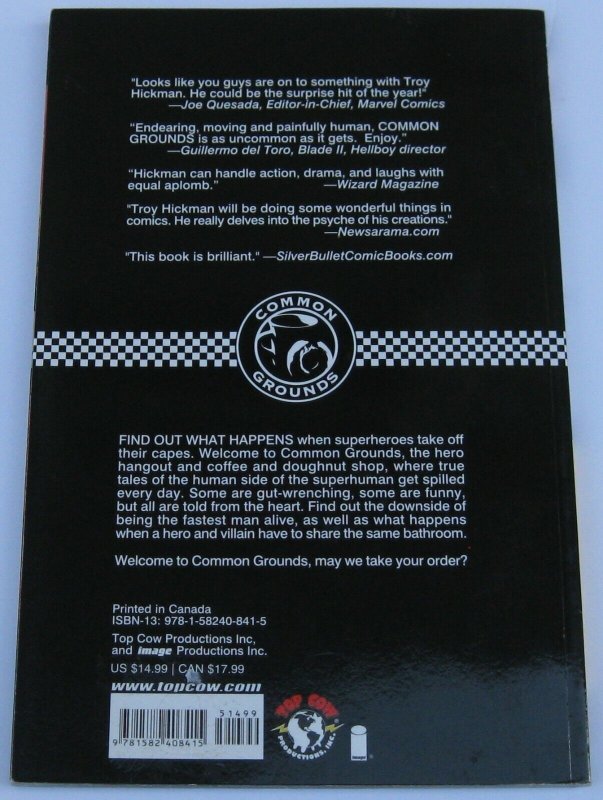 "Looks like you guys are on to something with Troy
Hickman. He could be the surprise hit of the year!"
—Joe Quesada, Editor-in-Chief, Marvel Comics
"Endearing, moving and painfully human, COMMON
GROUNDS is as uncommon as it gets. Enjoy."
—Guillermo del Toro, Blade II, Hellboy director
"Hickman can handle action, drama, and laughs with
equal aplomb." —Wizard Magazine
"Troy Hickman will be doing some wonderful things in
comics. He really delves into the psyche of his creations."
—Newsarama.com
"This book is brilliant." —SilverBulletComicBooks.com
COMMON
GROUNDS
FIND OUT WHAT HAPPENS when superheroes take off
their capes. Welcome to Common Grounds, the hero
hangout and coffee and doughnut shop, where true
tales of the human side of the superhuman get spilled
every day. Some are gut-wrenching, some are funny,
but all are told from the heart. Find out the downside of
being the fastest man alive, as well as what happens
when a hero and villain have to share the same bathroom.
Welcome to Common Grounds, may we take your order?
Printed in Canada
ISBN-13: 978-1-58240-841-5
Top Cow Productions Inc,
and image Productions Inc.
US $14.99 | CAN $17.99
www.topcow.com
51499
9 781582 408415
TOP COW
PRODUCTIONS, INC.
image